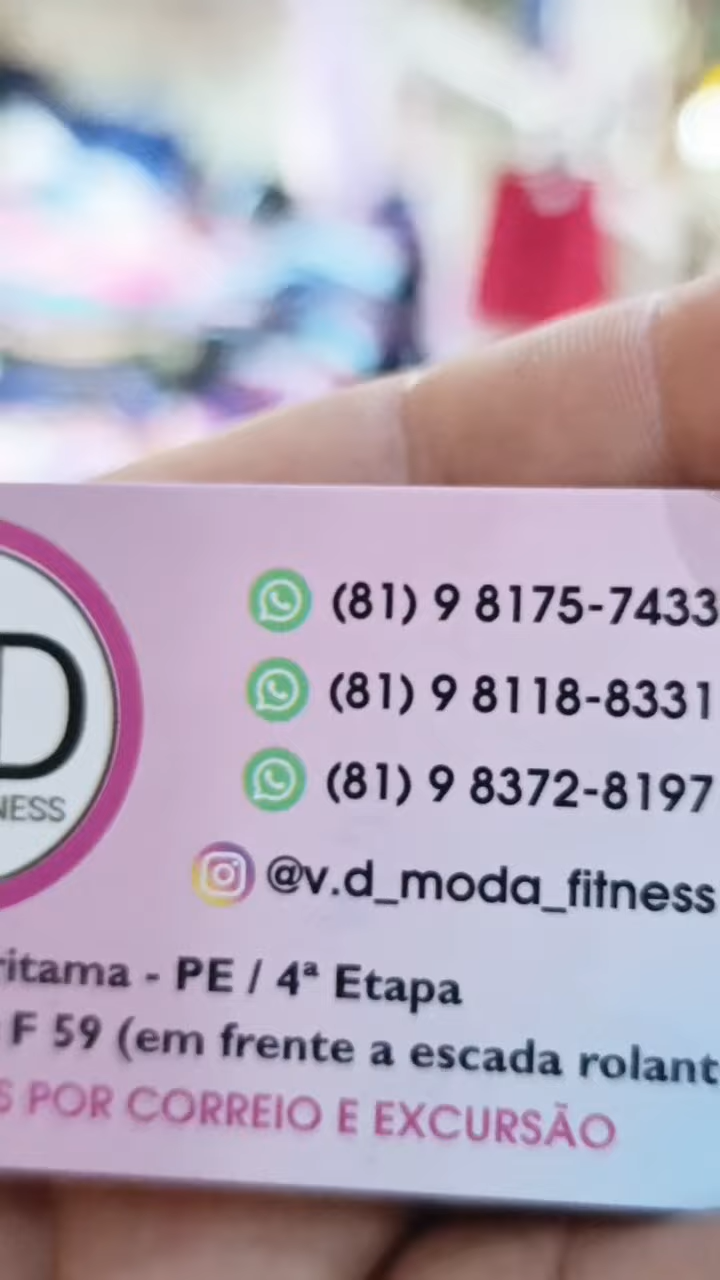 D
NESS
(81) 9 8175-7433
(81) 9 8118-8331
(81) 9 8372-8197
@v.d_moda_fitness
ritama - PE / 4ª Etapa
F 59 (em frente a escada rolant
S POR CORREIO E EXCURSÃO